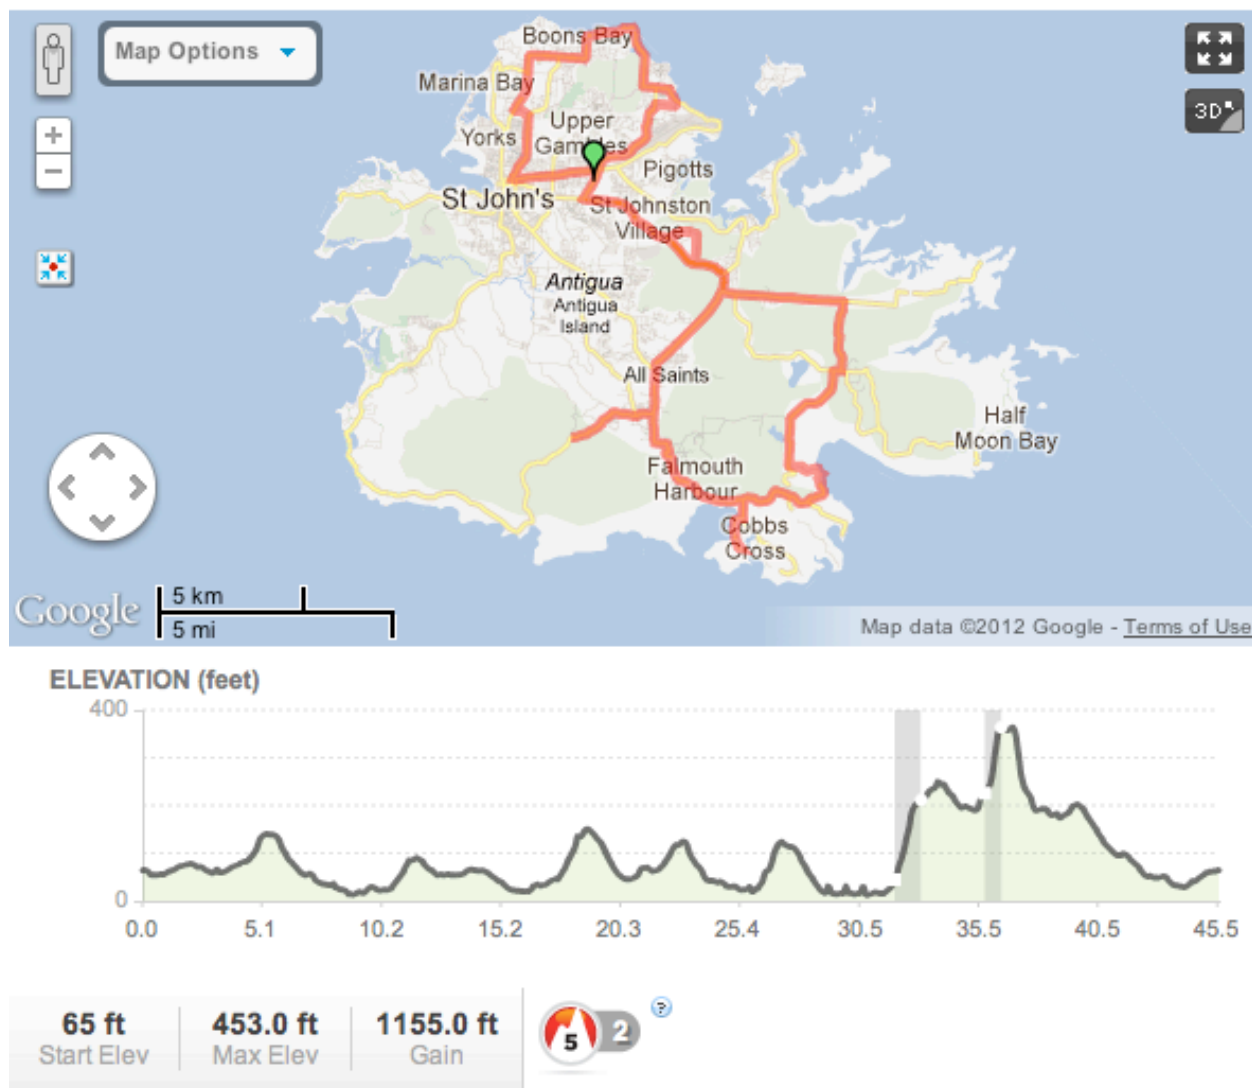 Map Options
Boons Bay
Marina Bay
Upper
Gambles
Yorks
Pigotts
St John's
St Johnston
Village
Antigua
Antigua
Island
All Saints
Half
Moon Bay
Falmouth
Harbour
Cobbs
Cross
3D
Google
5 km
5 mi
Map data ©2012 Google - Terms of Use
ELEVATION (feet)
400
0
0.0 5.1 10.2 15.2 20.3 25.4 30.5 35.5 40.5 45.5
65 ft 453.0 ft 1155.0 ft
Start Elev Max Elev Gain
5 2 ?